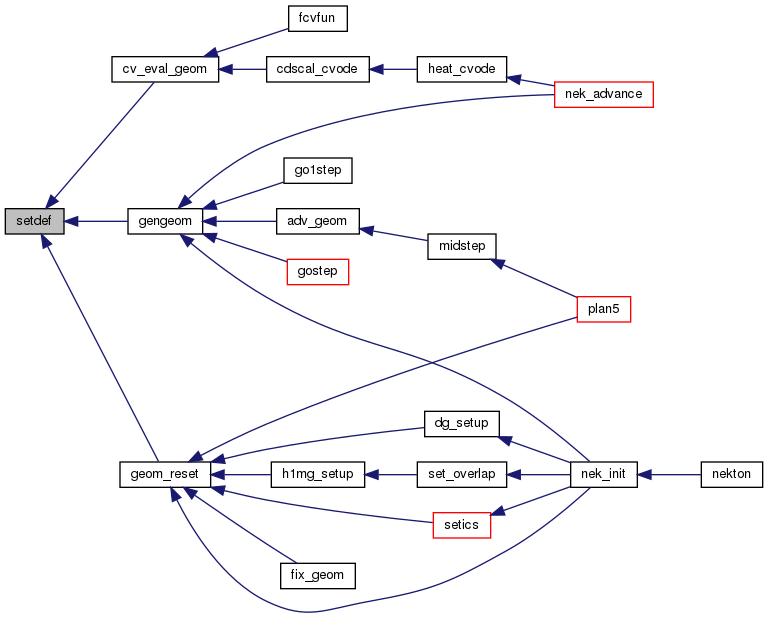 fcvfun
cv_eval_geom
cdscal_cvode
heat_cvode
nek_advance
go1step
setdef
gengeom
adv_geom
midstep
gostep
plan5
dg_setup
geom_reset
h1mg_setup
set_overlap
nek_init
nekton
setics
fix_geom